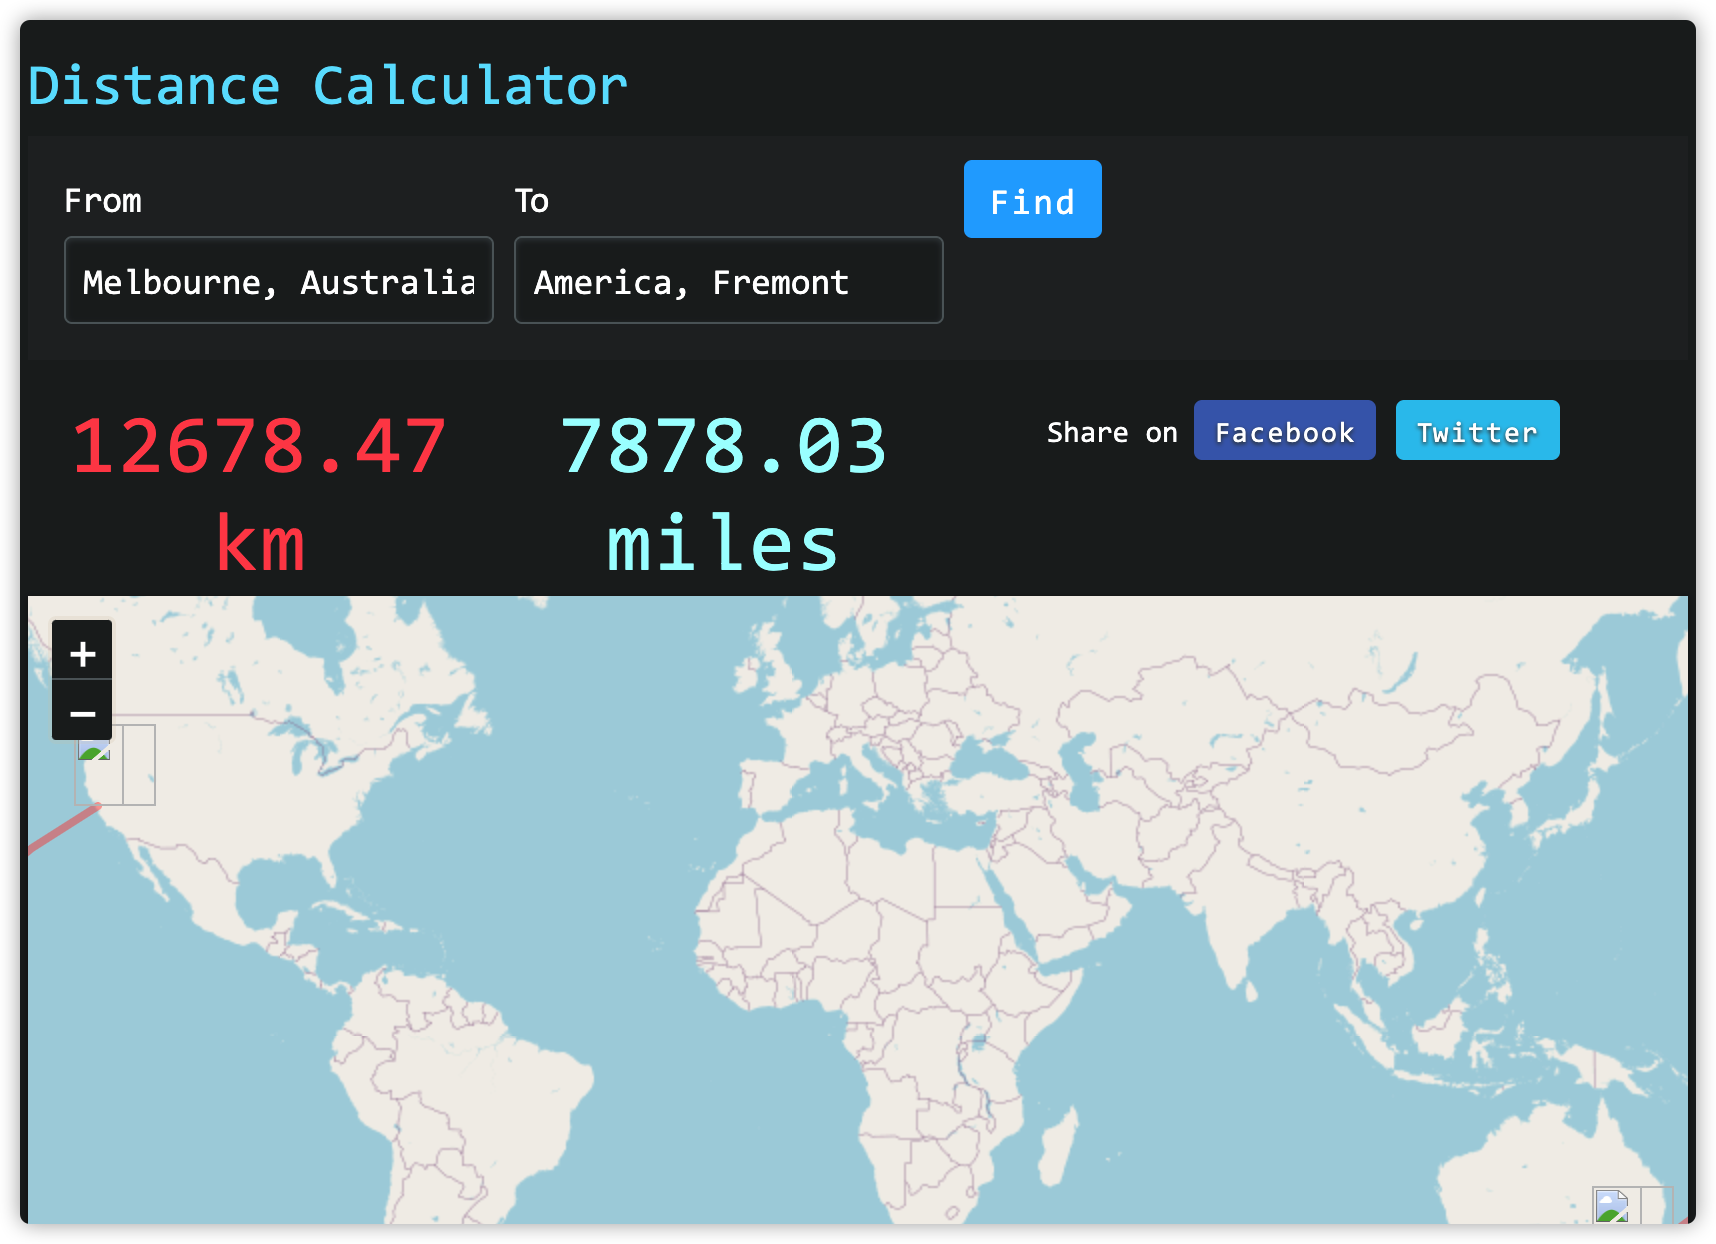 Distance Calculator
From
To
Find
Melbourne, Australia
America, Fremont
12678.47
km
7878.03
miles
Share on
Facebook
Twitter
+
−